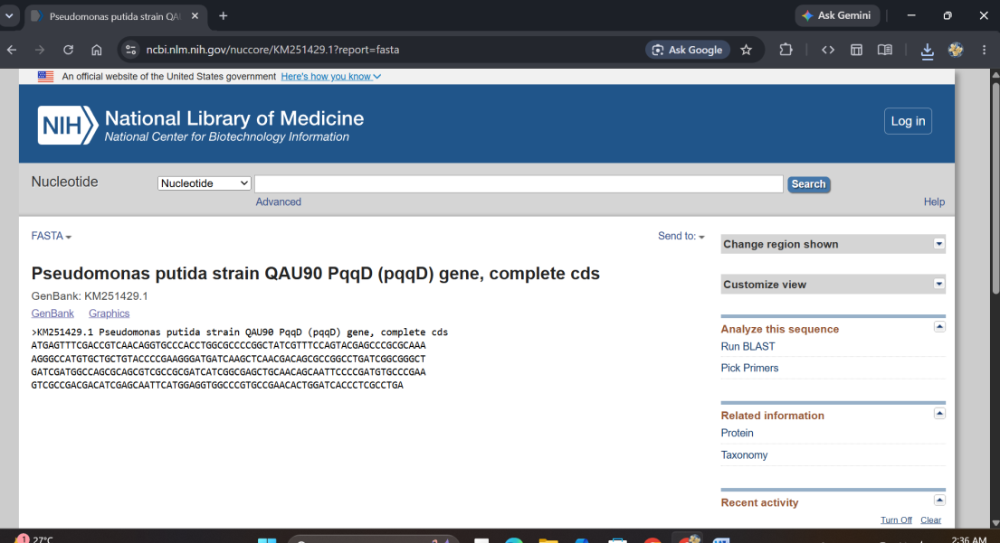 Pseudomonas putida strain QA
Ask Gemini
ncbi.nlm.nih.gov/nuccore/KM251429.1?report=fasta
Ask Google
An official website of the United States government Here's how you know
NIH
National Library of Medicine
National Center for Biotechnology Information
Log in
Nucleotide
Nucleotide
Search
Advanced
Help
FASTA
Send to:
Change region shown
Customize view
Pseudomonas putida strain QAU90 PqqD (pqqD) gene, complete cds
GenBank: KM251429.1
GenBank Graphics
>KM251429.1 Pseudomonas putida strain QAU90 PqqD (pqqD) gene, complete cds
ATGAGTTTCGACCGTCAACAGGTGCCCACCTGGCGCCCCGGCTATCGTTTCCAGTACGAGCCCGCGCAAA
AGGGCCATGTGCTGCTGTACCCCGAAGGGATGATCAAGCTCAACGACAGCGCCGGCCTGATCGGCGGGCT
GATCGATGGCCAGCGCAGCGTCGCCGCGATCATCGGCGAGCTGCAACAGCAATTCCCCGATGTGCCCGAA
GTCGCCGACGACATCGAGCAATTCATGGAGGTGGCCCGTGCCGAACACTGGATCACCCTCGCCTGA
Analyze this sequence
Run BLAST
Pick Primers
Related information
Protein
Taxonomy
Recent activity
Turn Off Clear
1
27°C
2:36 AM